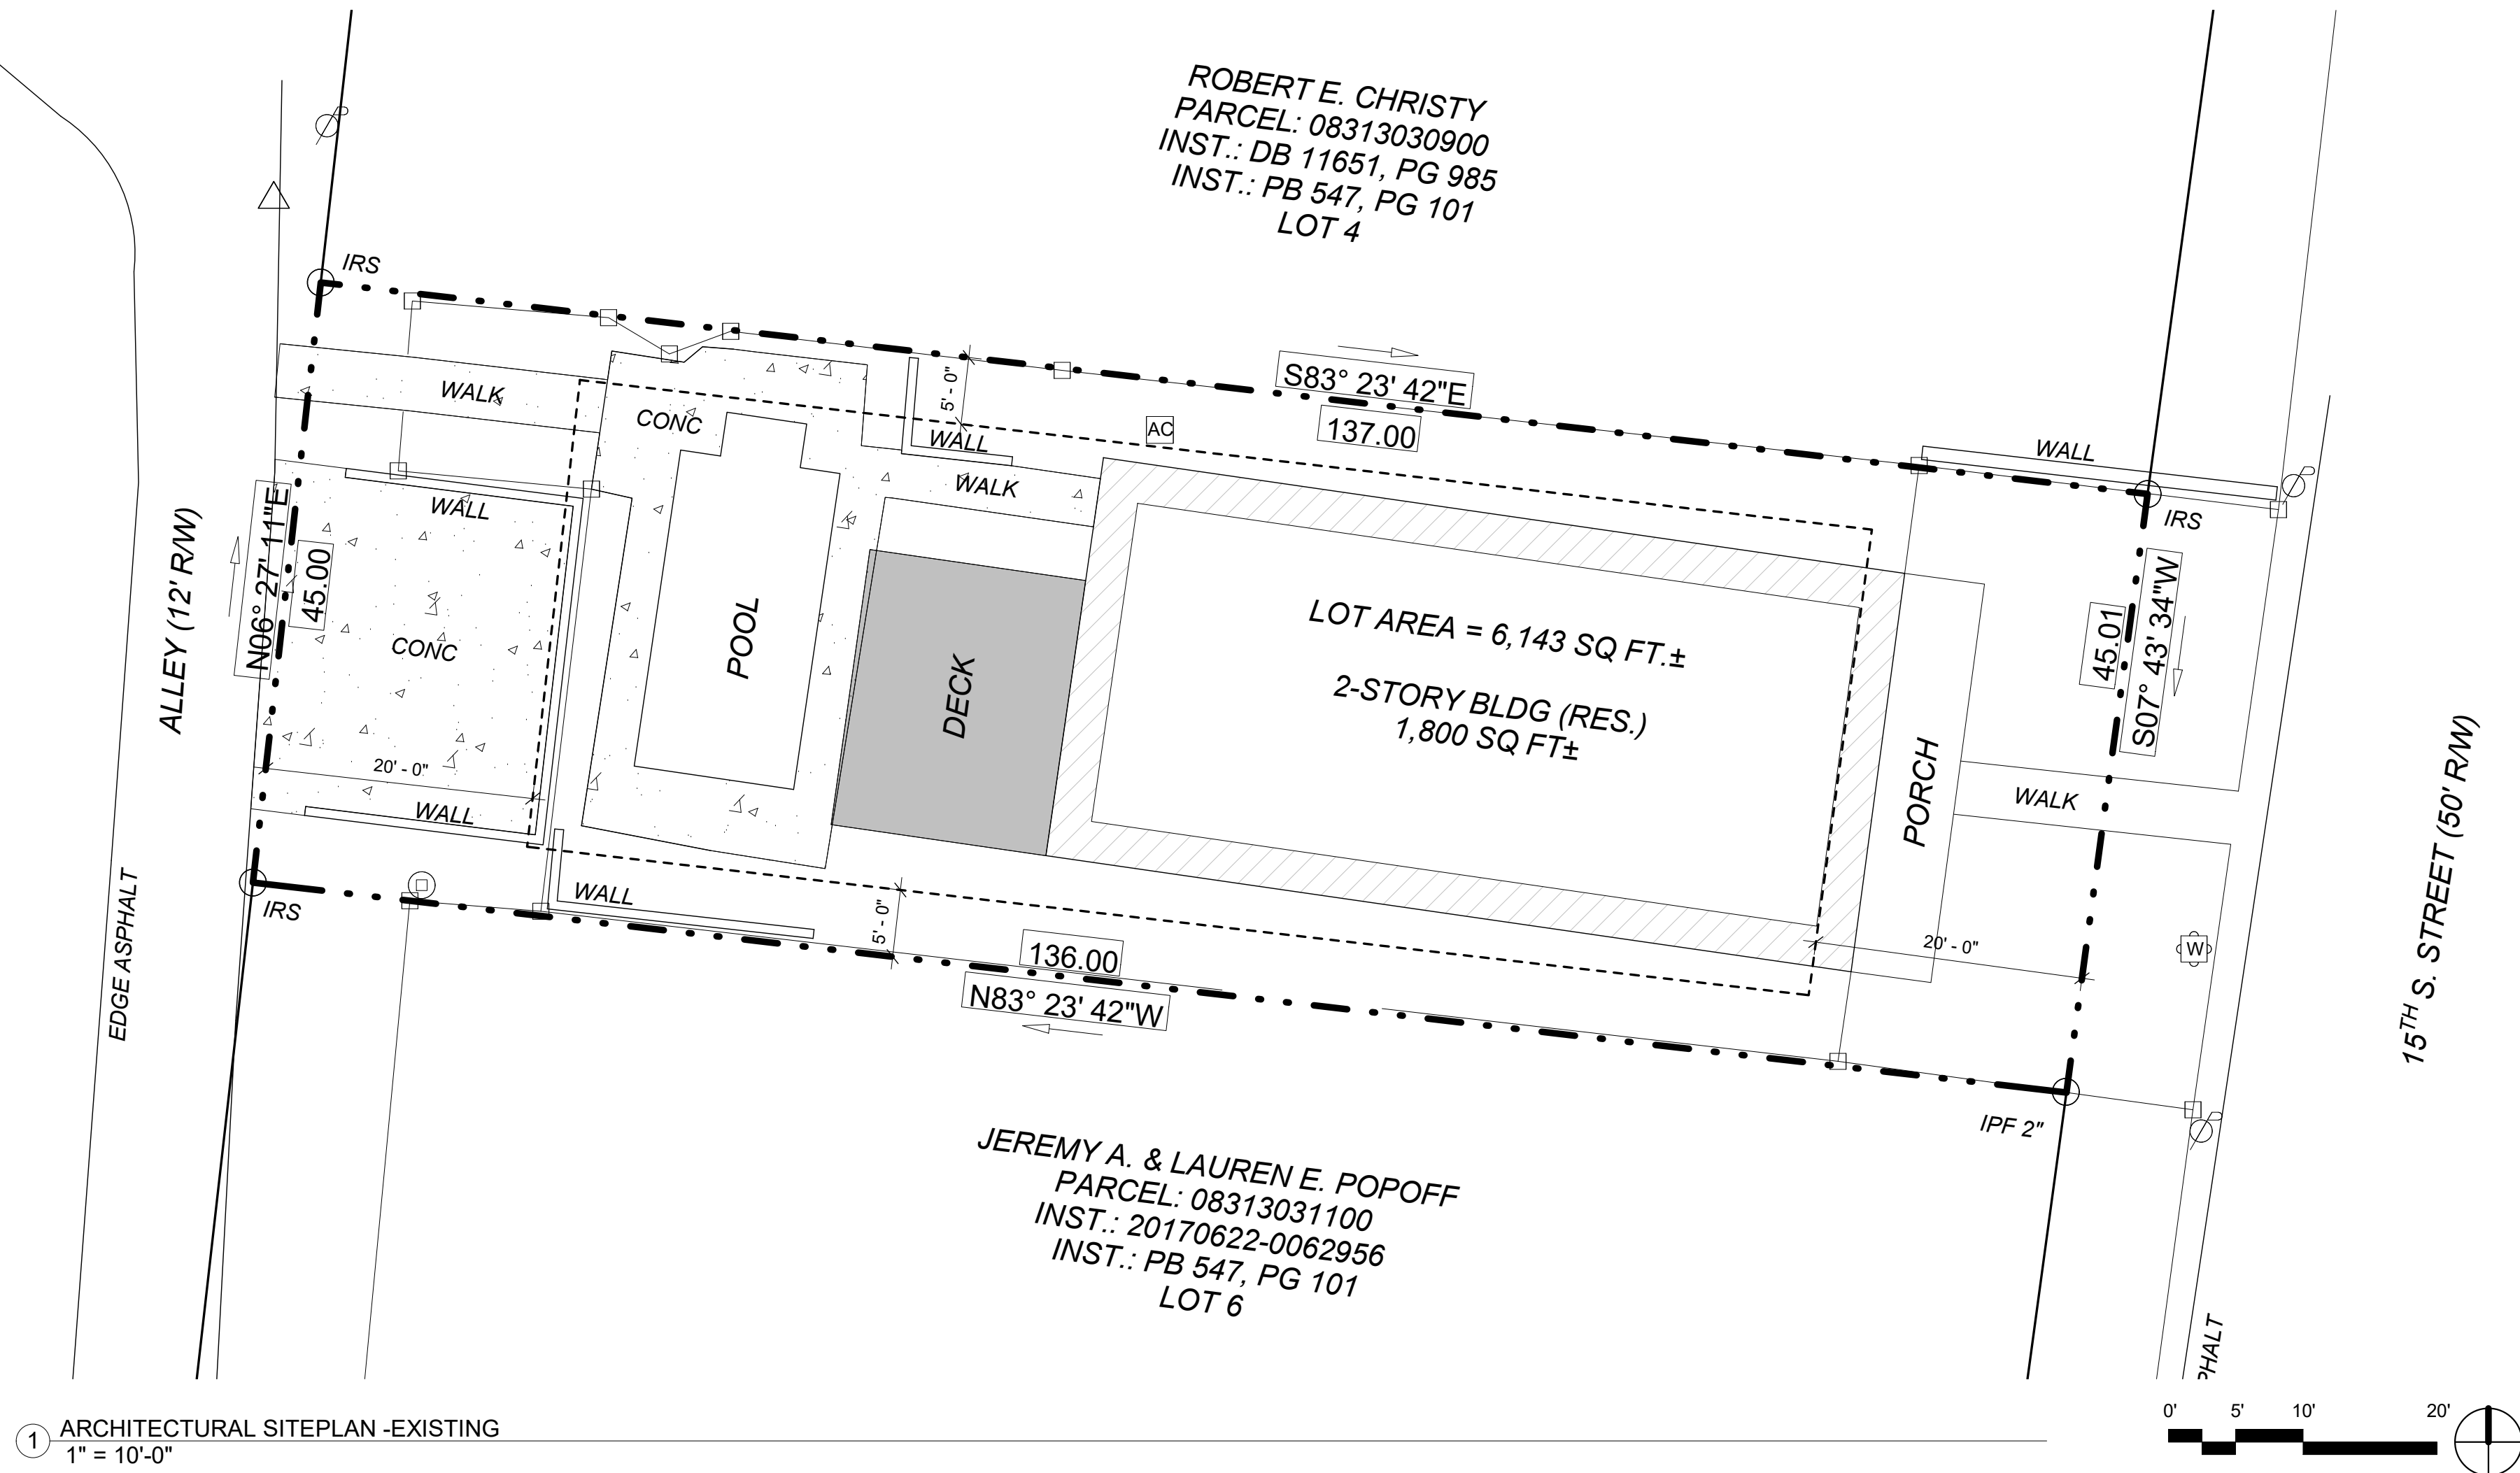 ROBERT E. CHRISTY
PARCEL: 08313030900
INST.: DB 11651, PG 985
INST.: PB 547, PG 101
LOT 4
IRS
S83° 23' 42"E
137.00
WALK
CONC
5' - 0"
AC
WALL
WALL
WALK
WALL
IRS
N06° 27' 11"E
45.00
ALLEY (12' R/W)
CONC
POOL
DECK
LOT AREA = 6,143 SQ FT.±
2-STORY BLDG (RES.)
1,800 SQ FT±
PORCH
45.01
S07° 43' 34"W
WALK
15TH S. STREET (50' R/W)
20' - 0"
WALL
EDGE ASPHALT
IRS
WALL
5' - 0"
136.00
N83° 23' 42"W
20' - 0"
W
IPF 2"
JEREMY A. & LAUREN E. POPOFF
PARCEL: 08313031100
INST.: 20170622-0062956
INST.: PB 547, PG 101
LOT 6
PHALT
1
ARCHITECTURAL SITEPLAN -EXISTING
1" = 10'-0"
0' 5' 10' 20'